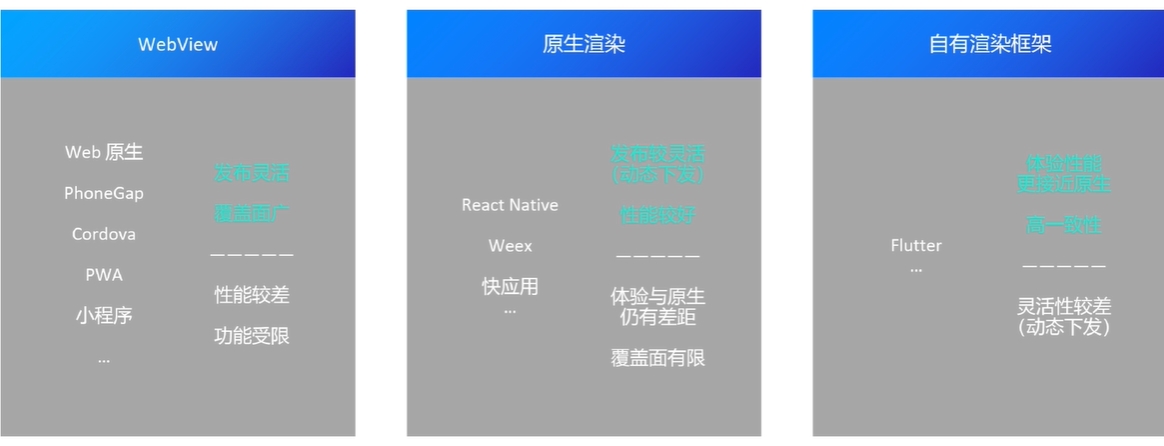 WebView
Web 原生
PhoneGap
Cordova
PWA
小程序
...
发布灵活
覆盖面广
—————
性能较差
功能受限
原生渲染
React Native
Weex
快应用
...
发布较灵活
（动态下发）
性能较好
—————
体验与原生
仍有差距
覆盖面有限
自有渲染框架
Flutter
...
体验性能
更接近原生
高一致性
—————
灵活性较差
（动态下发）